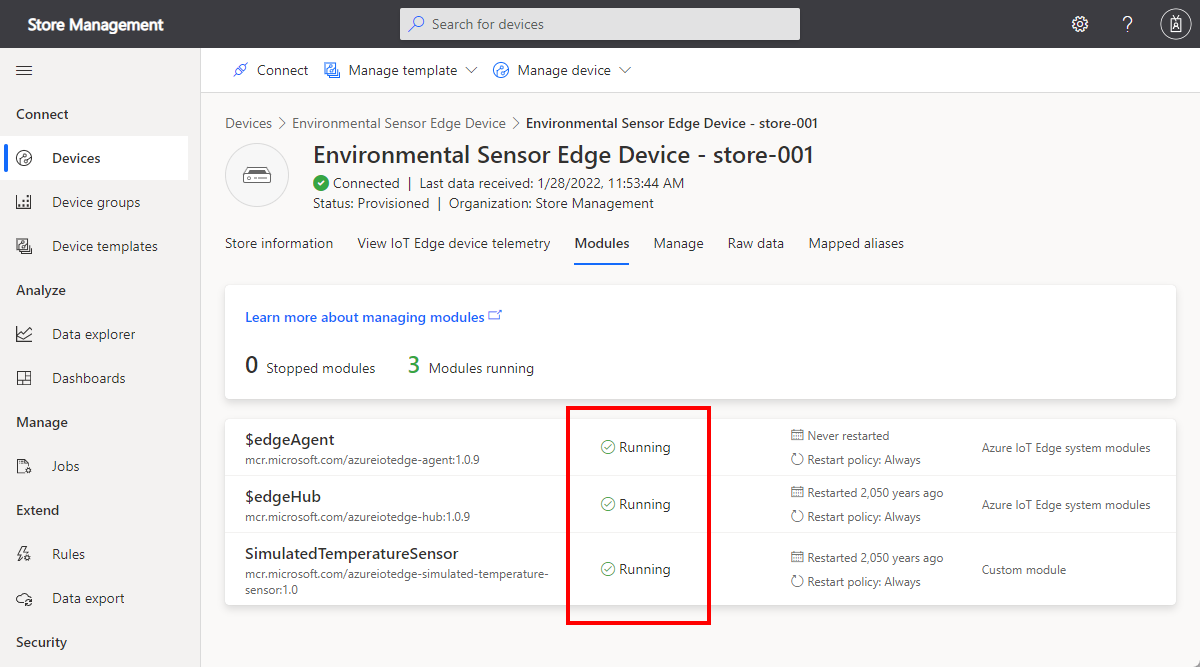 Store Management
Search for devices
?
Connect
Manage template
Manage device
Connect
Devices
Device groups
Device templates
Analyze
Data explorer
Dashboards
Manage
Jobs
Extend
Rules
Data export
Security
Devices > Environmental Sensor Edge Device > Environmental Sensor Edge Device - store-001
Environmental Sensor Edge Device - store-001
Connected | Last data received: 1/28/2022, 11:53:44 AM
Status: Provisioned | Organization: Store Management
Store information
View IoT Edge device telemetry
Modules
Manage
Raw data
Mapped aliases
Learn more about managing modules
0 Stopped modules
3 Modules running
$edgeAgent
mcr.microsoft.com/azureiotedge-agent:1.0.9
Running
Never restarted
Restart policy: Always
Azure IoT Edge system modules
$edgeHub
mcr.microsoft.com/azureiotedge-hub:1.0.9
Running
Restarted 2,050 years ago
Restart policy: Always
Azure IoT Edge system modules
SimulatedTemperatureSensor
mcr.microsoft.com/azureiotedge-simulated-temperature-
sensor:1.0
Running
Restarted 2,050 years ago
Restart policy: Always
Custom module